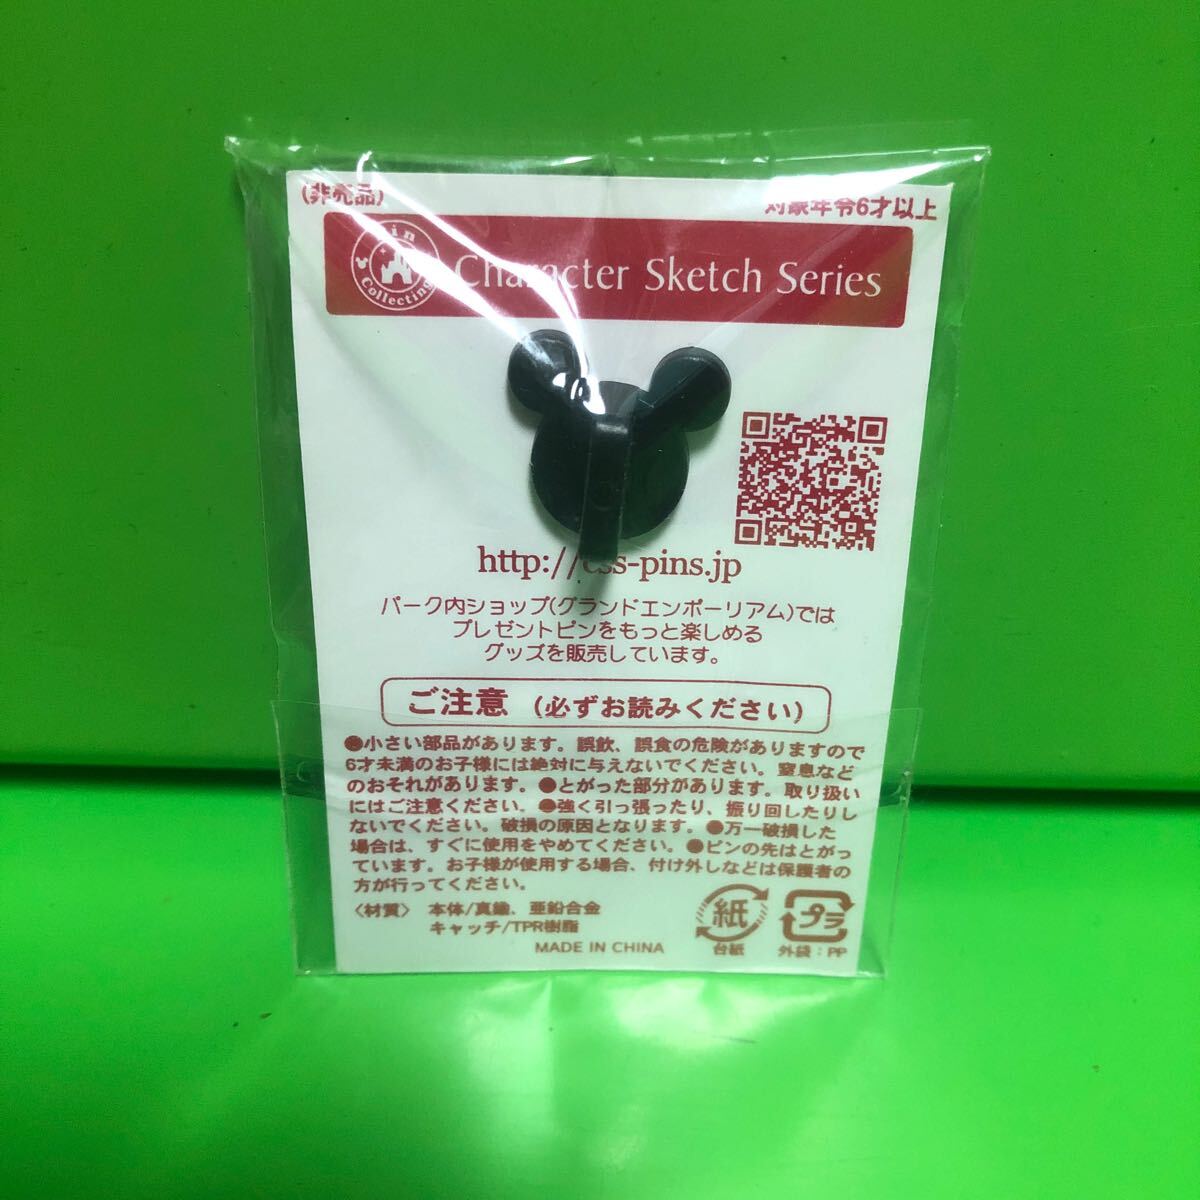 (非売品)
対象年令6才以上
Pin Collecting
Character Sketch Series
http://css-pins.jp
パーク内ショップ(グランドエンポーリアム)では
プレゼントピンをもっと楽しめる
グッズを販売しています。
ご注意（必ずお読みください）
●小さい部品があります。誤飲、誤食の危険がありますので
6才未満のお子様には絶対に与えないでください。窒息など
のおそれがあります。●とがった部分があります。取り扱い
にはご注意ください。●強く引っ張ったり、振り回したりし
ないでください。破損の原因となります。●万一破損した
場合は、すぐに使用をやめてください。●ピンの先はとがっ
ています。お子様が使用する場合、付け外しなどは保護者の
方が行ってください。
〈材質〉 本体/真鍮、亜鉛合金
キャッチ/TPR樹脂
MADE IN CHINA
紙
台紙
プラ
外袋：PP